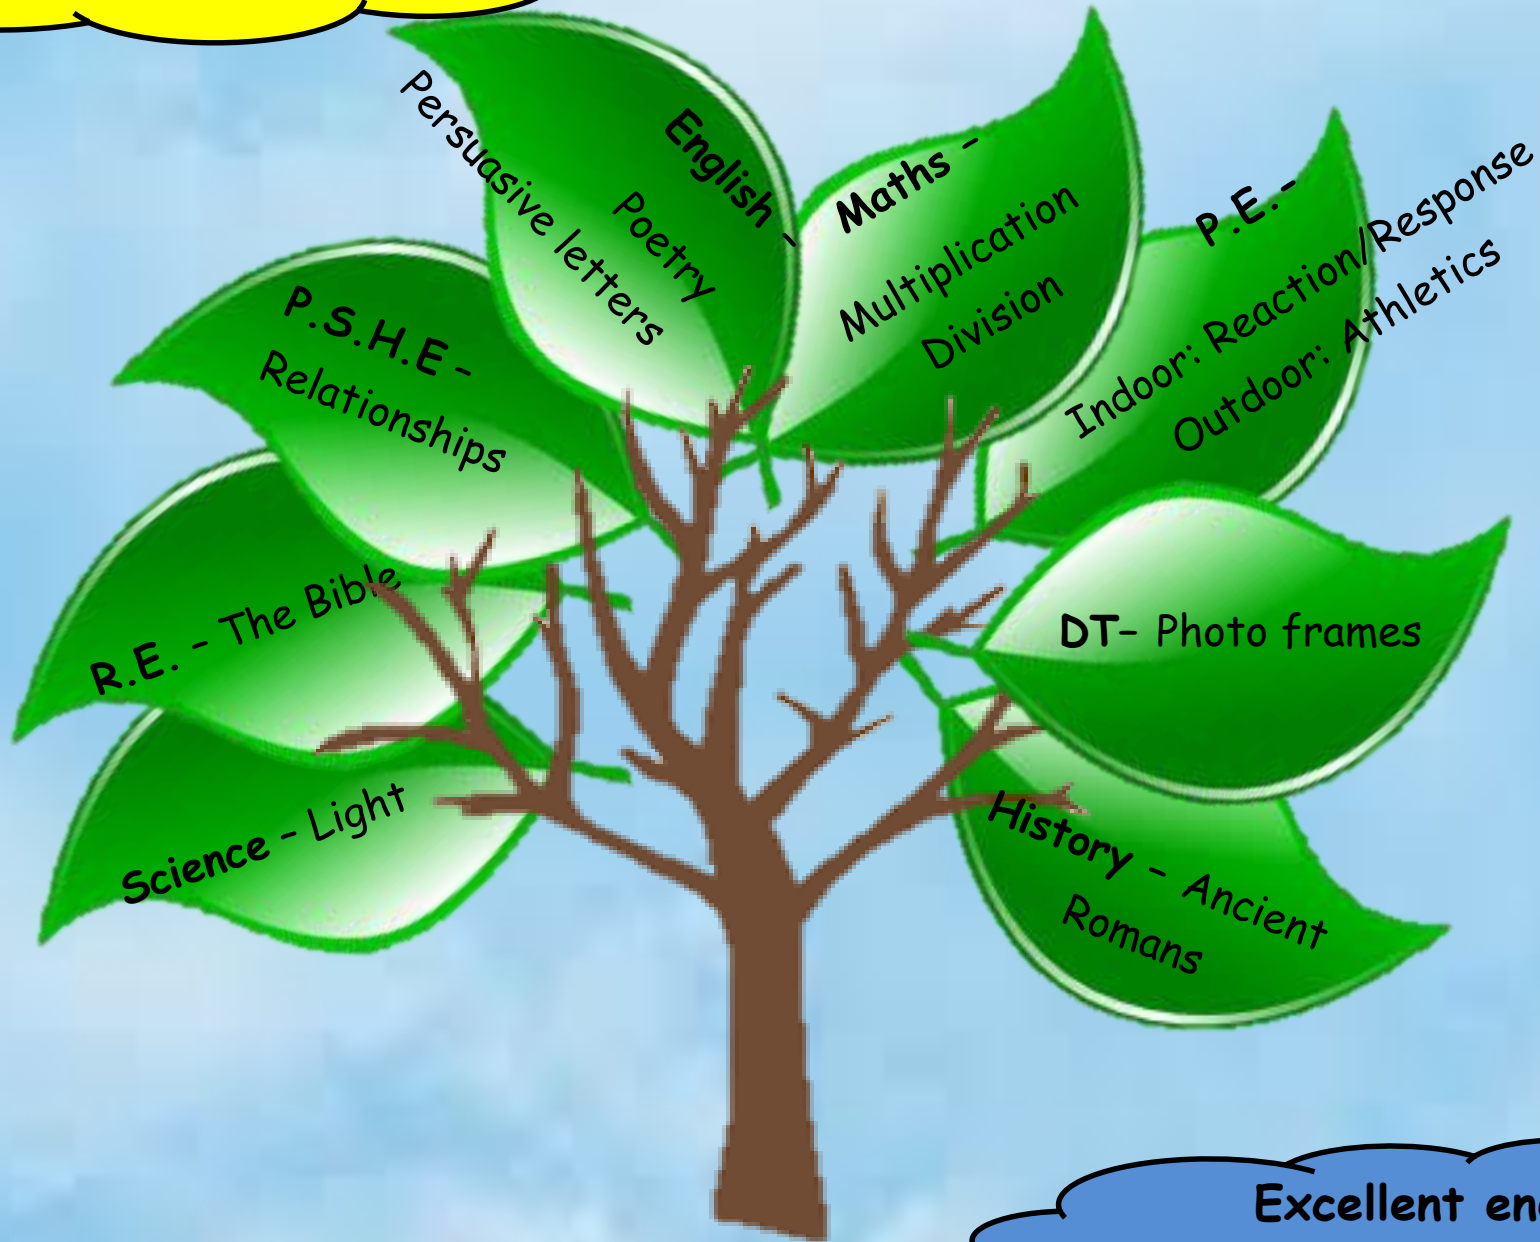 English -
Poetry
Persuasive letters
Maths -
Multiplication
Division
P.E.-
Indoor: Reaction/Response
Outdoor: Athletics
P.S.H.E -
Relationships
R.E. - The Bible
DT- Photo frames
Science - Light
History - Ancient
Romans
Excellent